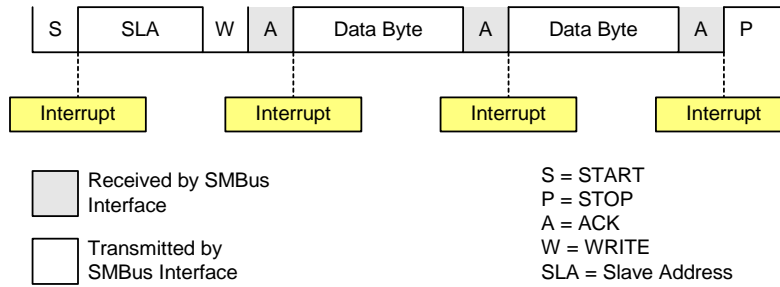 S SLA W A Data Byte A Data Byte A P
Interrupt Interrupt Interrupt Interrupt
Received by SMBus
Interface
Transmitted by
SMBus Interface
S = START
P = STOP
A = ACK
W = WRITE
SLA = Slave Address